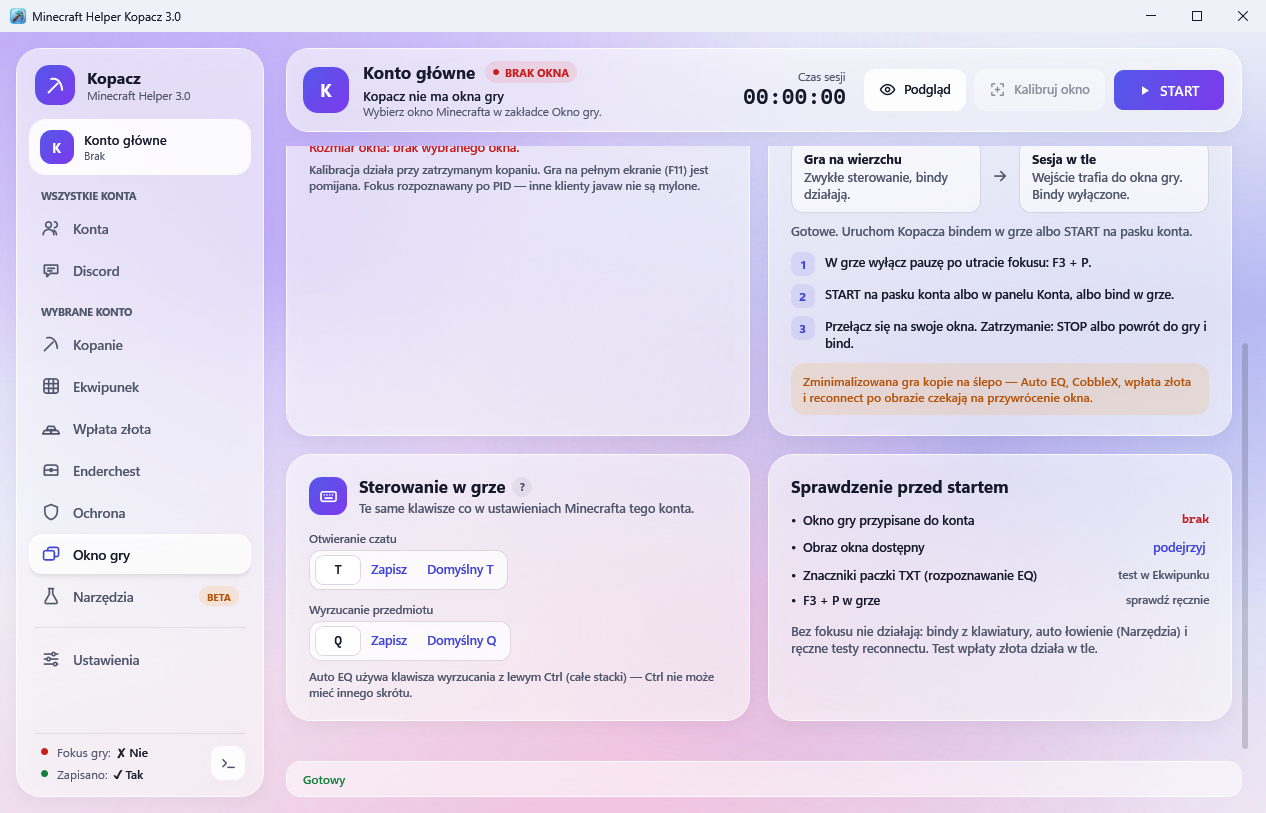 Minecraft Helper Kopacz 3.0
Kopacz
Minecraft Helper 3.0
K
Konto główne
Brak
WSZYSTKIE KONTA
Konta
Discord
WYBRANE KONTO
Kopanie
Ekwipunek
Wpłata złota
Enderchest
Ochrona
Okno gry
Narzędzia
BETA
Ustawienia
Fokus gry: ✗ Nie
Zapisano: ✓ Tak
K
Konto główne
BRAK OKNA
Kopacz nie ma okna gry
Wybierz okno Minecrafta w zakładce Okno gry.
Czas sesji
00:00:00
Podgląd
Kalibruj okno
START
Rozmiar okna: brak wybranego okna.
Kalibracja działa przy zatrzymanym kopaniu. Gra na pełnym ekranie (F11) jest
pomijana. Fokus rozpoznawany po PID — inne klienty javaw nie są mylone.
Gra na wierzchu
Zwykłe sterowanie, bindy
działają.
Sesja w tle
Wejście trafia do okna gry.
Bindy wyłączone.
Gotowe. Uruchom Kopacza bindem w grze albo START na pasku konta.
1 W grze wyłącz pauzę po utracie fokusu: F3 + P.
2 START na pasku konta albo w panelu Konta, albo bind w grze.
3 Przełącz się na swoje okna. Zatrzymanie: STOP albo powrót do gry i
bind.
Zminimalizowana gra kopie na ślepo — Auto EQ, CobbleX, wpłata złota
i reconnect po obrazie czekają na przywrócenie okna.
Sterowanie w grze ?
Te same klawisze co w ustawieniach Minecrafta tego konta.
Otwieranie czatu
T Zapisz Domyślny T
Wyrzucanie przedmiotu
Q Zapisz Domyślny Q
Auto EQ używa klawisza wyrzucania z lewym Ctrl (całe stacki) — Ctrl nie może
mieć innego skrótu.
Sprawdzenie przed startem
• Okno gry przypisane do konta brak
• Obraz okna dostępny podejrzyj
• Znaczniki paczki TXT (rozpoznawanie EQ) test w Ekwipunku
• F3 + P w grze sprawdź ręcznie
Bez fokusu nie działają: bindy z klawiatury, auto łowienie (Narzędzia) i
ręczne testy reconnectu. Test wpłaty złota działa w tle.
Gotowy